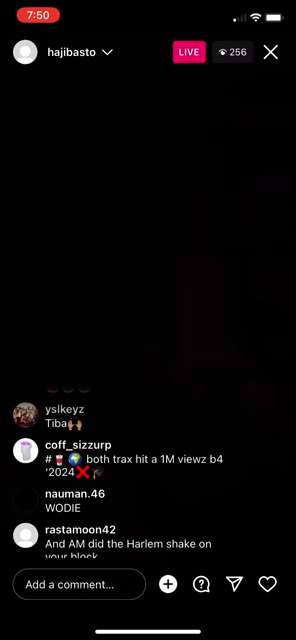 7:50
hajibasto
LIVE
256
yslkeyz
Tiba🙌🏽
coff_sizzurp
#🥤🌍 both trax hit a 1M viewz b4
‘2024❌🎓
nauman.46
WODIE
rastamoon42
And AM did the Harlem shake on
your block
Add a comment...